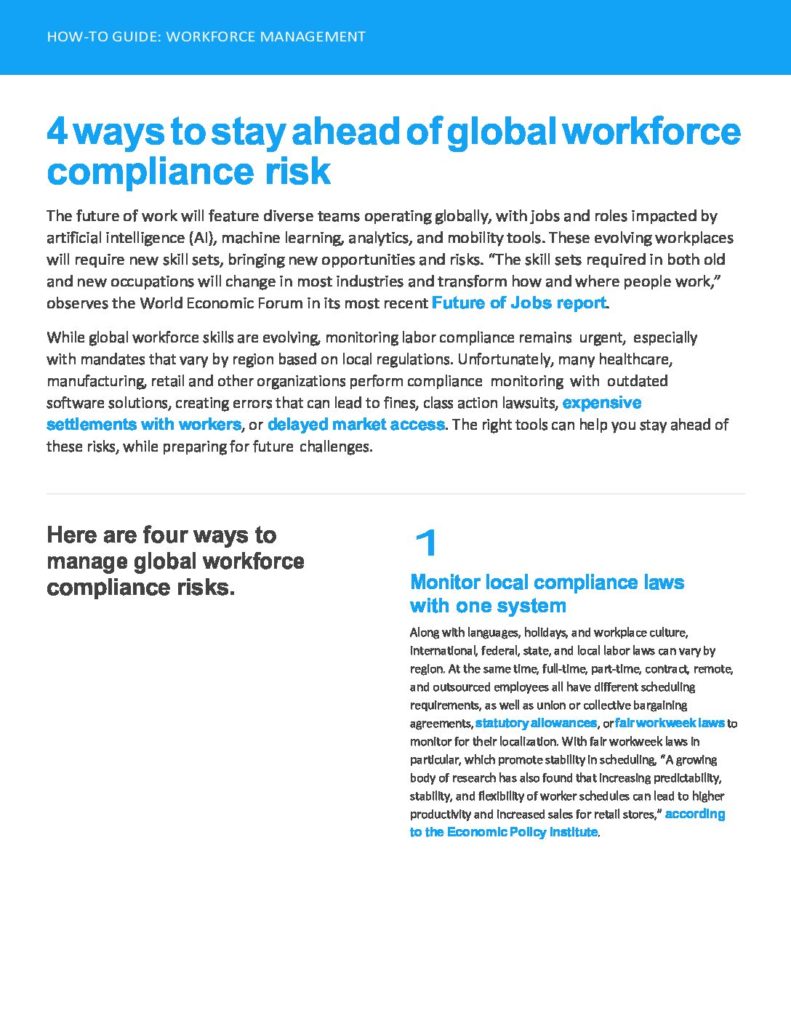 HOW-TO GUIDE: WORKFORCE MANAGEMENT
4 ways to stay ahead of global workforce
compliance risk
The future of work will feature diverse teams operating globally, with jobs and roles impacted by
artificial intelligence (AI), machine learning, analytics, and mobility tools. These evolving workplaces
will require new skill sets, bringing new opportunities and risks. “The skill sets required in both old
and new occupations will change in most industries and transform how and where people work,”
observes the World Economic Forum in its most recent Future of Jobs report.
While global workforce skills are evolving, monitoring labor compliance remains urgent, especially
with mandates that vary by region based on local regulations. Unfortunately, many healthcare,
manufacturing, retail and other organizations perform compliance monitoring with outdated
software solutions, creating errors that can lead to fines, class action lawsuits, expensive
settlements with workers, or delayed market access. The right tools can help you stay ahead of
these risks, while preparing for future challenges.
Here are four ways to
manage global workforce
compliance risks.
1
Monitor local compliance laws
with one system
Along with languages, holidays, and workplace culture,
international, federal, state, and local labor laws can vary by
region. At the same time, full-time, part-time, contract, remote,
and outsourced employees all have different scheduling
requirements, as well as union or collective bargaining
agreements, statutory allowances, or fair workweek laws to
monitor for their localization. With fair workweek laws in
particular, which promote stability in scheduling, “A growing
body of research has also found that increasing predictability,
stability, and flexibility of worker schedules can lead to higher
productivity and increased sales for retail stores,” according
to the Economic Policy Institute.